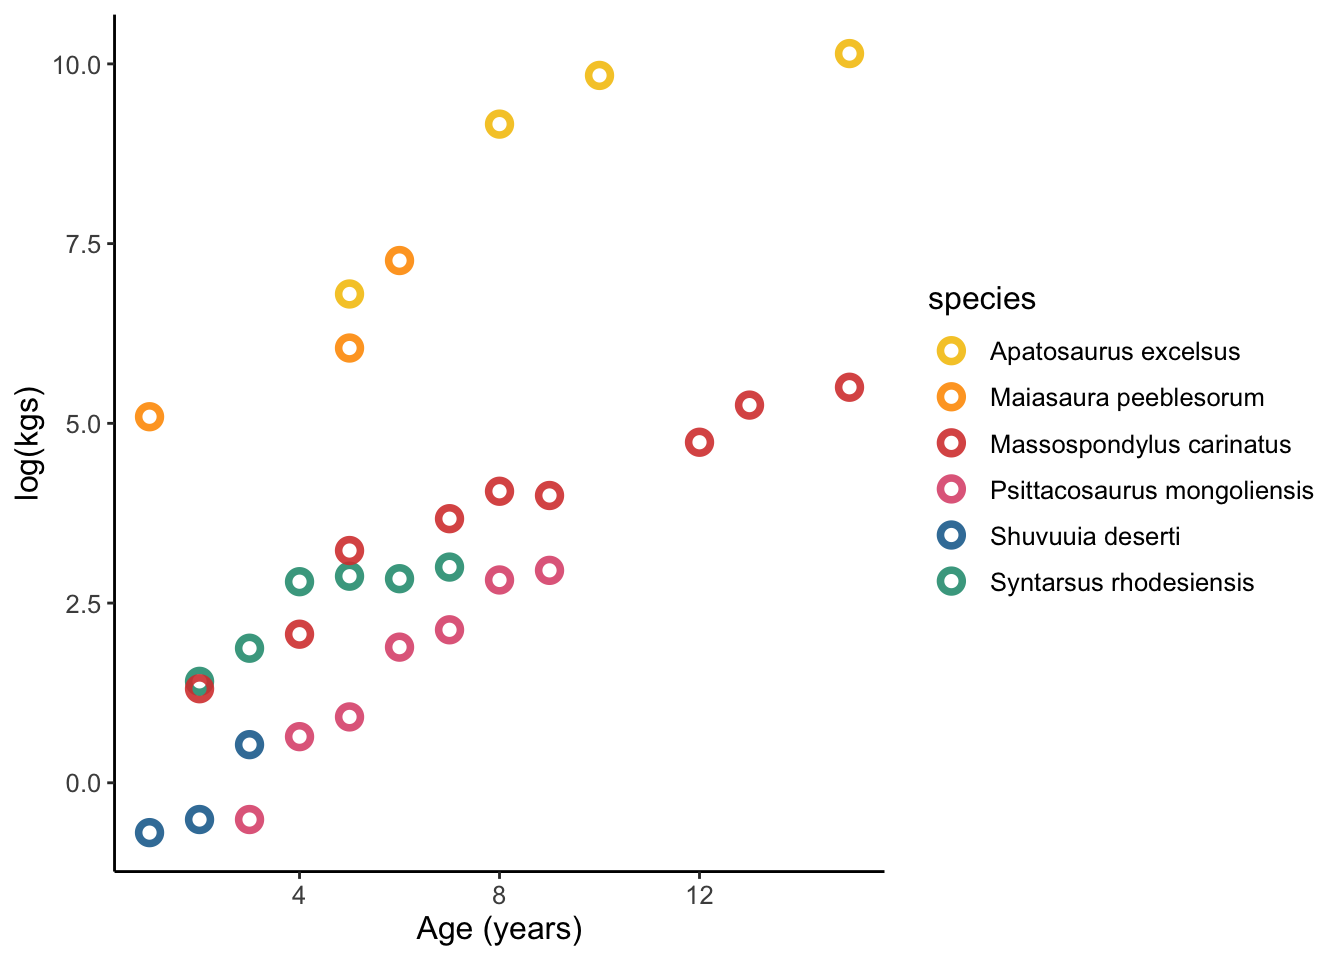 10.0
7.5
5.0
2.5
0.0
log(kgs)
4 8 12
Age (years)
species
Apatosaurus excelsus
Maiasaura peeblesorum
Massospondylus carinatus
Psittacosaurus mongoliensis
Shuvuuia deserti
Syntarsus rhodesiensis